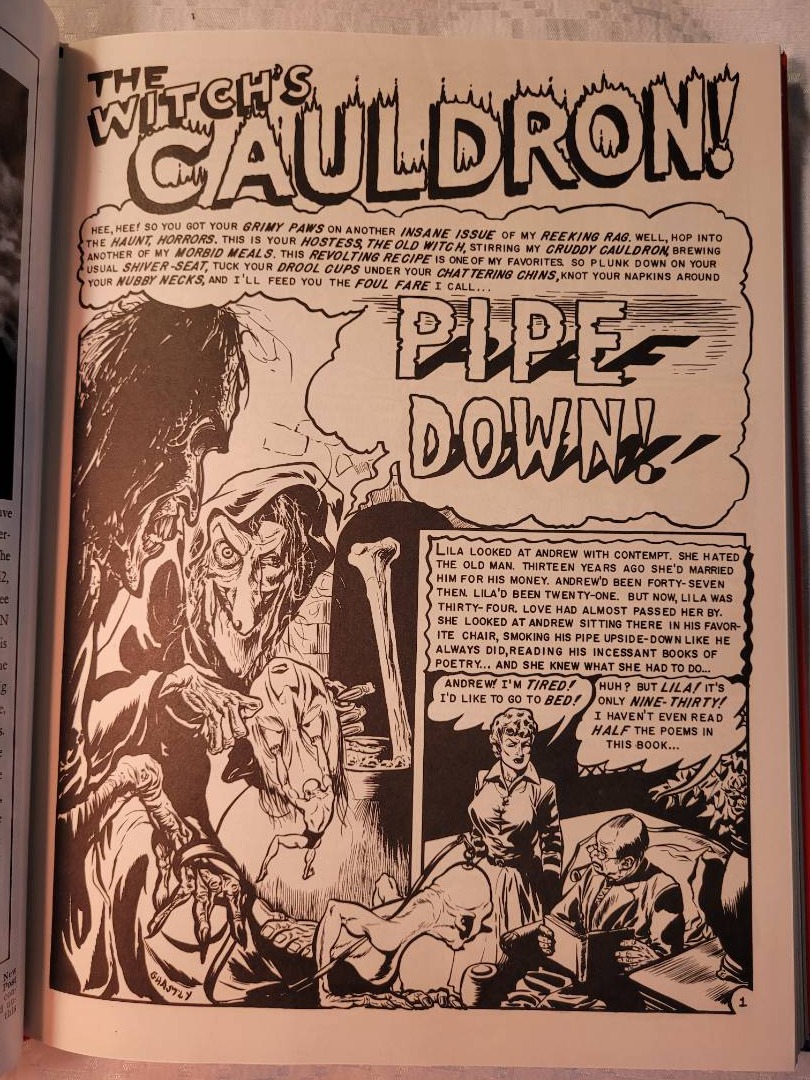 THE
WITCH'S
CAULDRON!
HEE, HEE! SO YOU GOT YOUR GRIMY PAWS ON ANOTHER INSANE ISSUE OF MY REEKING RAG. WELL, HOP INTO
THE HAUNT, HORRORS. THIS IS YOUR HOSTESS, THE OLD WITCH, STIRRING MY CRUDDY CAULDRON, BREWING
ANOTHER OF MY MORBID MEALS. THIS REVOLTING RECIPE IS ONE OF MY FAVORITES. SO PLUNK DOWN ON YOUR
USUAL SHIVER-SEAT, TUCK YOUR DROOL CUPS UNDER YOUR CHATTERING CHINS, KNOT YOUR NAPKINS AROUND
YOUR NUBBY NECKS, AND I'LL FEED YOU THE FOUL FARE I CALL...
PIPE
DOWN!
LILA LOOKED AT ANDREW WITH CONTEMPT. SHE HATED
THE OLD MAN. THIRTEEN YEARS AGO SHE'D MARRIED
HIM FOR HIS MONEY. ANDREW'D BEEN FORTY-SEVEN
THEN. LILA'D BEEN TWENTY-ONE. BUT NOW, LILA WAS
THIRTY-FOUR. LOVE HAD ALMOST PASSED HER BY.
SHE LOOKED AT ANDREW SITTING THERE IN HIS FAVOR-
ITE CHAIR, SMOKING HIS PIPE UPSIDE-DOWN LIKE HE
ALWAYS DID, READING HIS INCESSANT BOOKS OF
POETRY... AND SHE KNEW WHAT SHE HAD TO DO...
ANDREW! I'M TIRED!
I'D LIKE TO GO TO BED!
HUH? BUT LILA! IT'S
ONLY NINE-THIRTY!
I HAVEN'T EVEN READ
HALF THE POEMS IN
THIS BOOK...
GHASTLY
1